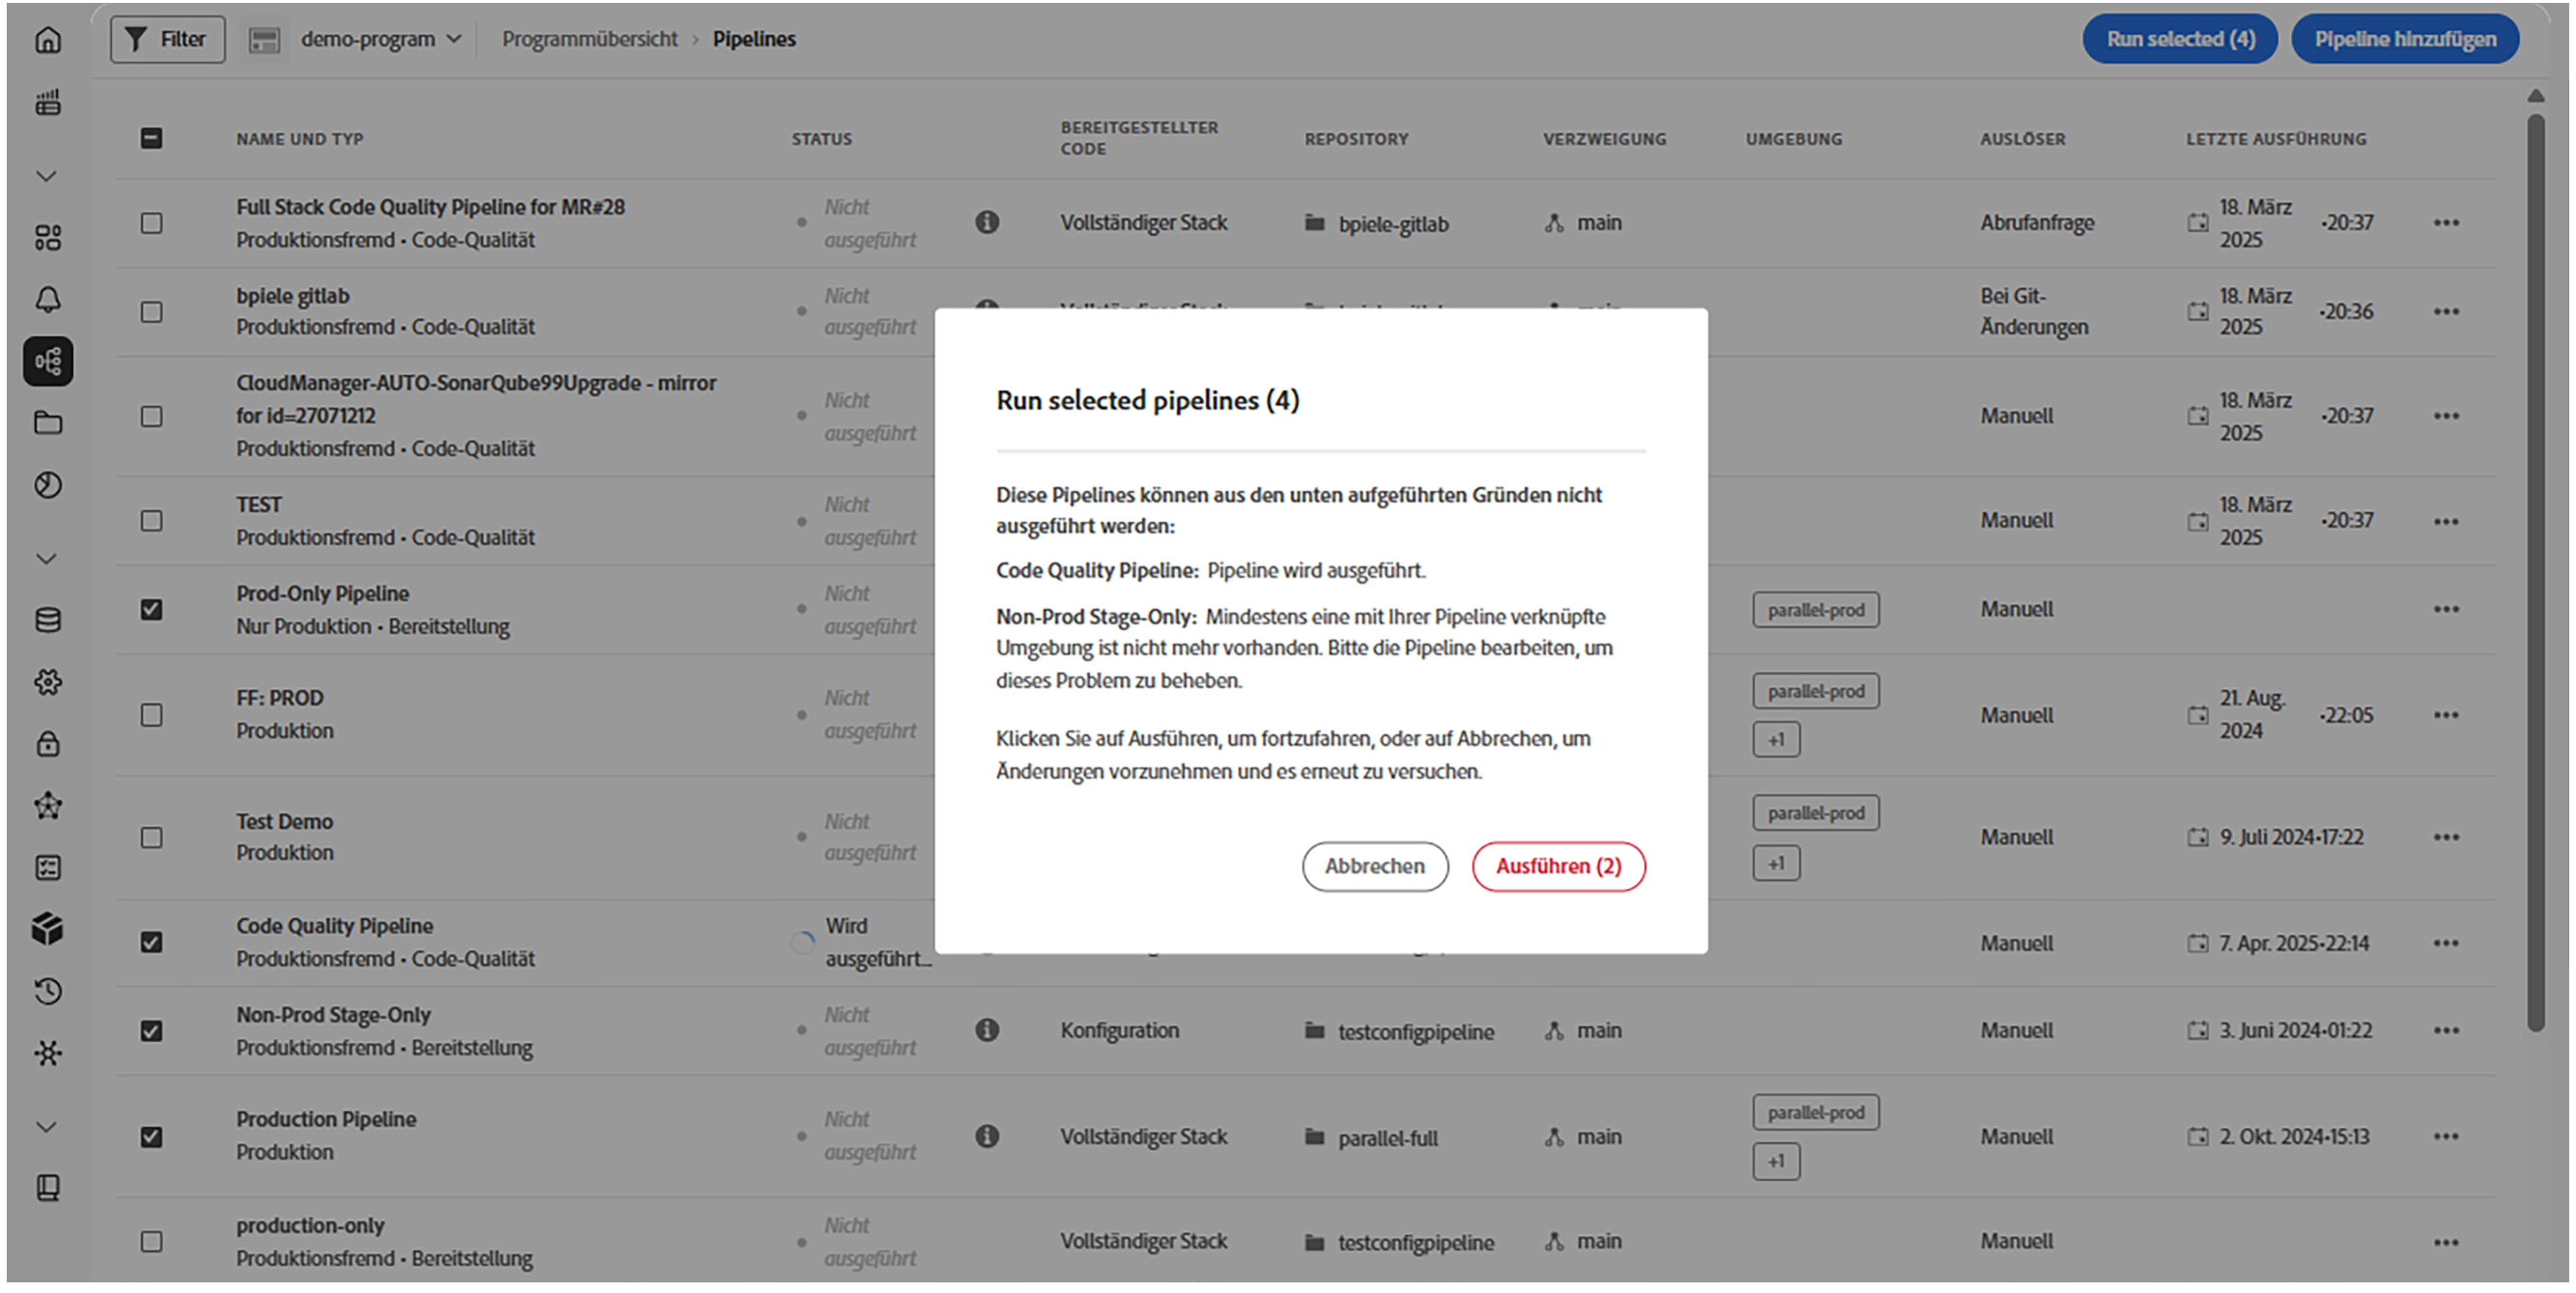 Filter
demo-program
Programmübersicht › Pipelines
Run selected (4)
Pipeline hinzufügen
NAME UND TYP
STATUS
BEREITGESTELLTER
CODE
REPOSITORY
VERZWEIGUNG
UMGEBUNG
AUSLÖSER
LETZTE AUSFÜHRUNG
Full Stack Code Quality Pipeline for MR#28
Produktionsfremd • Code-Qualität
Nicht
ausgeführt
Vollständiger Stack
bpiele-gitlab
main
Abrufanfrage
18. März
2025
•20:37
bpiele gitlab
Produktionsfremd • Code-Qualität
Nicht
ausgeführt
Bei Git-
Änderungen
18. März
2025
•20:36
CloudManager-AUTO-SonarQube99Upgrade - mirror
for id=27071212
Produktionsfremd • Code-Qualität
Nicht
ausgeführt
Manuell
18. März
2025
•20:37
TEST
Produktionsfremd • Code-Qualität
Nicht
ausgeführt
Manuell
18. März
2025
•20:37
Prod-Only Pipeline
Nur Produktion • Bereitstellung
Nicht
ausgeführt
parallel-prod
Manuell
FF: PROD
Produktion
Nicht
ausgeführt
parallel-prod
+1
Manuell
21. Aug.
2024
•22:05
Test Demo
Produktion
Nicht
ausgeführt
parallel-prod
+1
Manuell
9. Juli 2024•17:22
Code Quality Pipeline
Produktionsfremd • Code-Qualität
Wird
ausgeführt...
Manuell
7. Apr. 2025•22:14
Non-Prod Stage-Only
Produktionsfremd • Bereitstellung
Nicht
ausgeführt
Konfiguration
testconfigpipeline
main
Manuell
3. Juni 2024•01:22
Production Pipeline
Produktion
Nicht
ausgeführt
Vollständiger Stack
parallel-full
main
parallel-prod
+1
Manuell
2. Okt. 2024•15:13
production-only
Produktionsfremd • Bereitstellung
Nicht
ausgeführt
Vollständiger Stack
testconfigpipeline
main
Manuell
Run selected pipelines (4)
Diese Pipelines können aus den unten aufgeführten Gründen nicht
ausgeführt werden:
Code Quality Pipeline: Pipeline wird ausgeführt.
Non-Prod Stage-Only: Mindestens eine mit Ihrer Pipeline verknüpfte
Umgebung ist nicht mehr vorhanden. Bitte die Pipeline bearbeiten, um
dieses Problem zu beheben.
Klicken Sie auf Ausführen, um fortzufahren, oder auf Abbrechen, um
Änderungen vorzunehmen und es erneut zu versuchen.
Abbrechen
Ausführen (2)